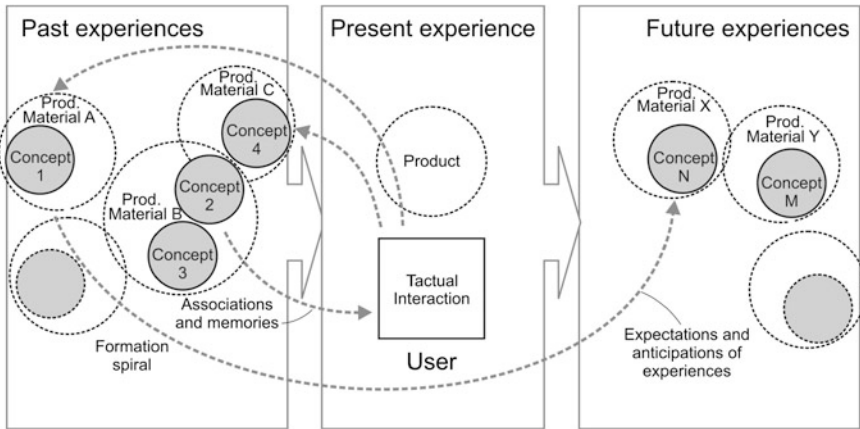 Past experiences
Present experience
Future experiences
Prod.
Material A
Concept
1
Prod.
Material C
Concept
4
Prod.
Material B
Concept
2
Concept
3
Associations
and memories
Formation
spiral
Product
Tactual
Interaction
User
Prod.
Material X
Concept
N
Prod.
Material Y
Concept
M
Expectations and
anticipations of
experiences